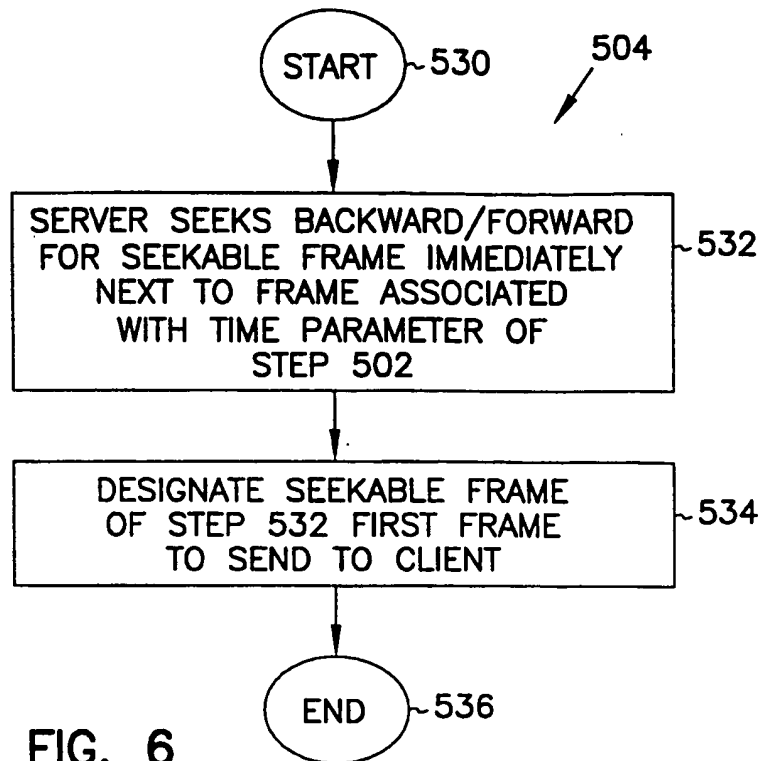 START
530
504
SERVER SEEKS BACKWARD/FORWARD
FOR SEEKABLE FRAME IMMEDIATELY
NEXT TO FRAME ASSOCIATED
WITH TIME PARAMETER OF
STEP 502
532
DESIGNATE SEEKABLE FRAME
OF STEP 532 FIRST FRAME
TO SEND TO CLIENT
534
END
536
FIG. 6